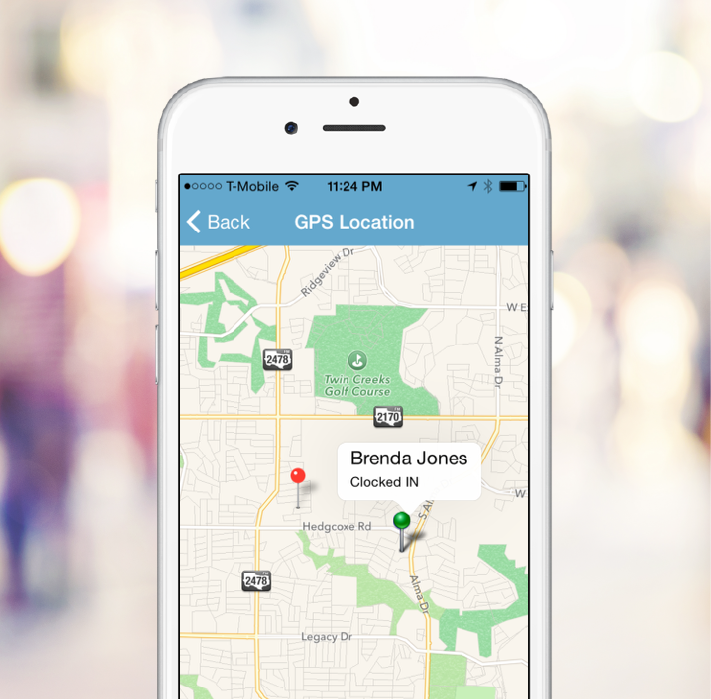 T-Mobile 11:24 PM
Back GPS Location
Ridgeview Dr
W E
N Alma Dr
2478
Twin Creeks
Golf Course
2170
Brenda Jones
Clocked IN
W
S Al
Hedgcoxe Rd
2478
Alma Dr
Legacy Dr